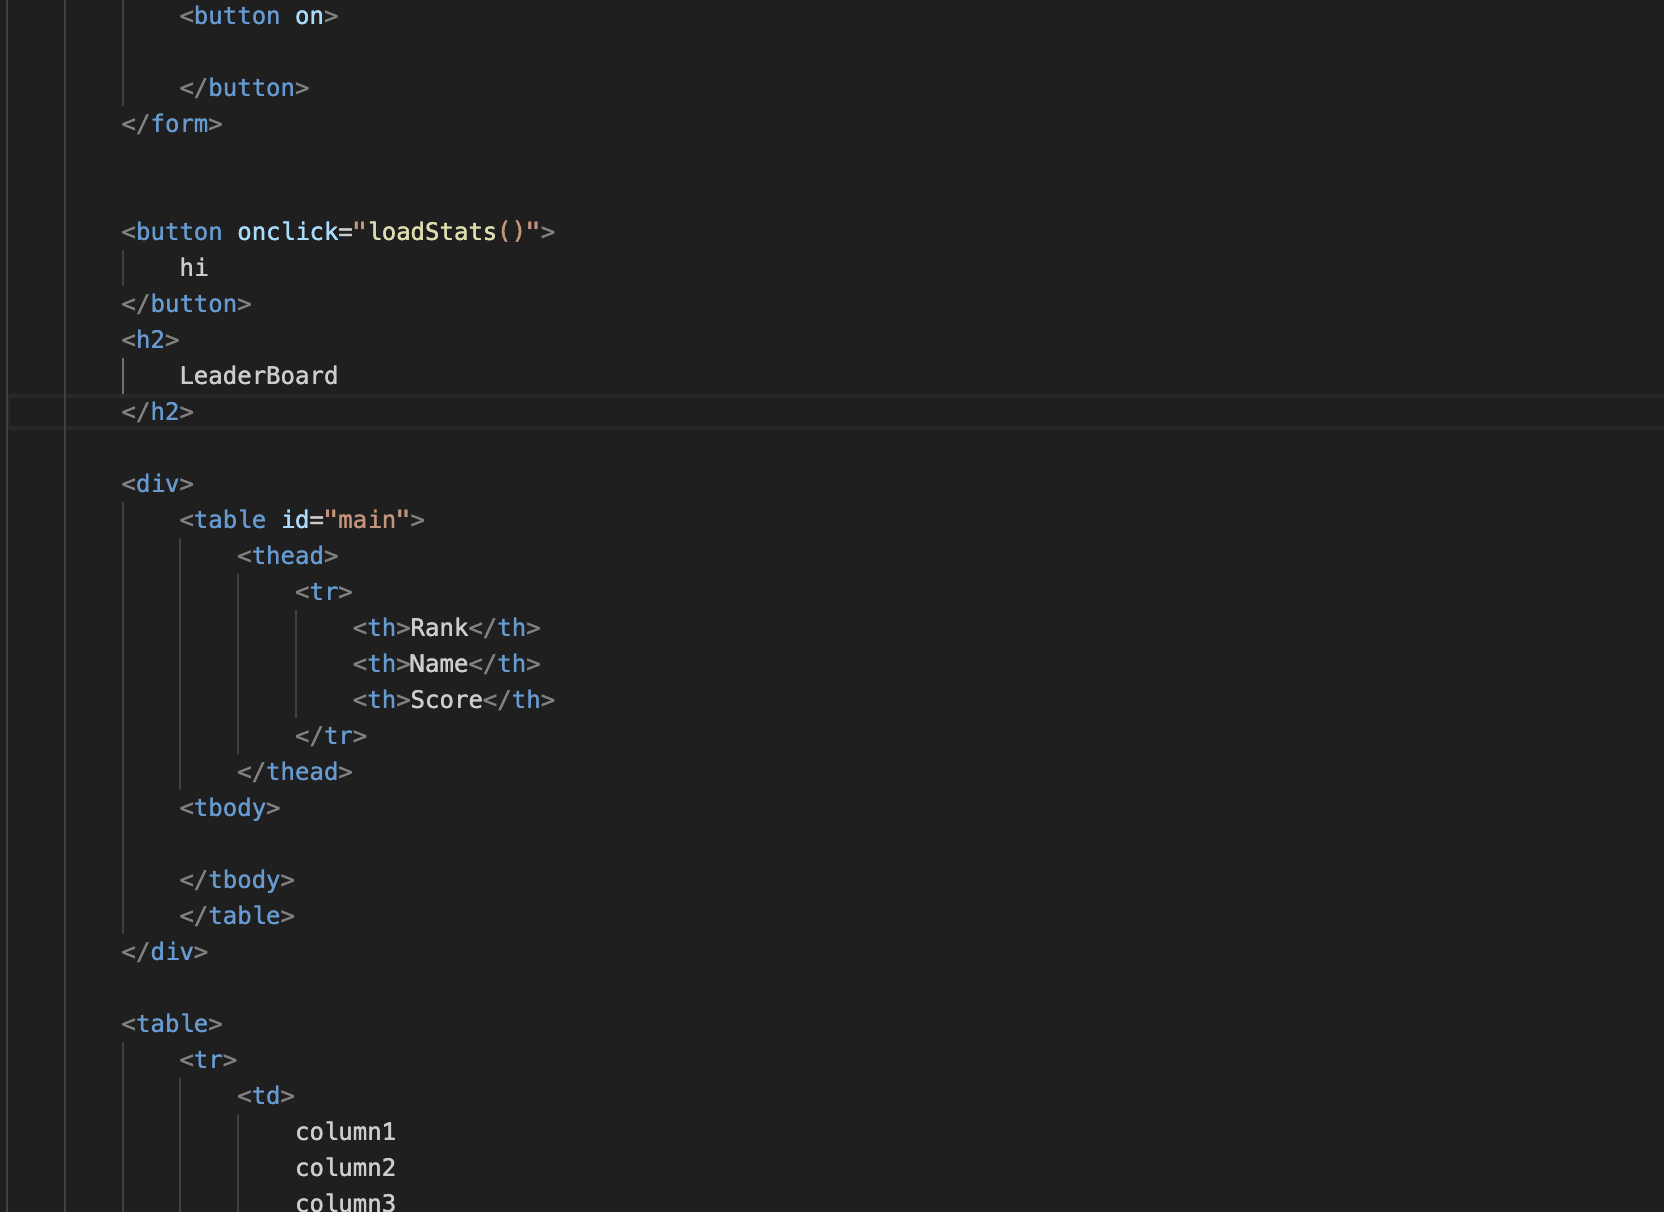 <button on>
</button>
</form>
<button onclick="loadStats()">
hi
</button>
<h2>
LeaderBoard
</h2>
<div>
<table id="main">
<thead>
<tr>
<th>Rank</th>
<th>Name</th>
<th>Score</th>
</tr>
</thead>
<tbody>
</tbody>
</table>
</div>
<table>
<tr>
<td>
column1
column2
column3